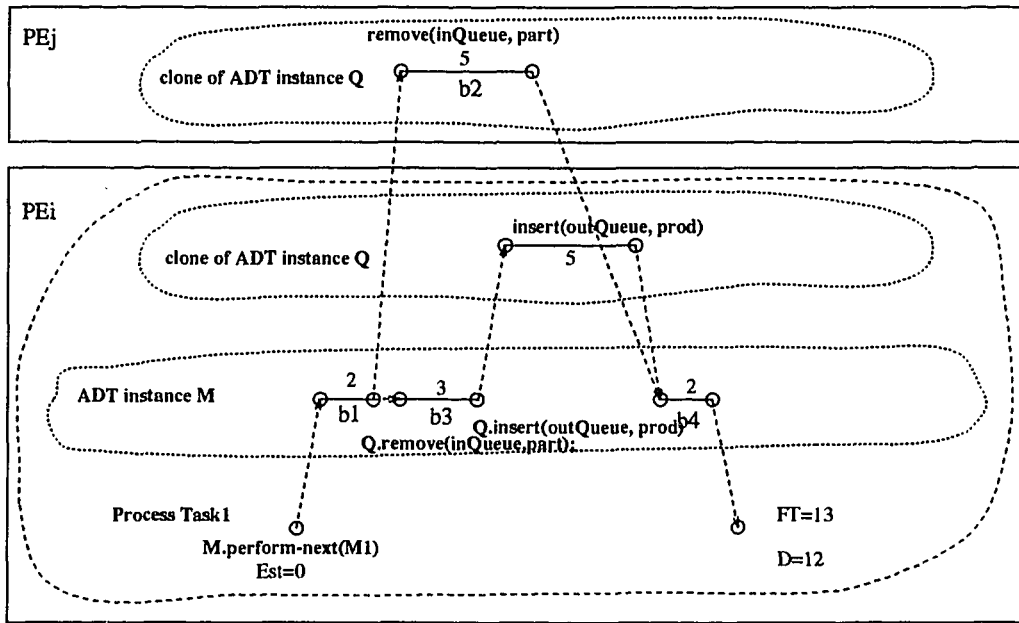 PEj
remove(inQueue, part)
5
clone of ADT instance Q
b2
PEi
insert(outQueue, prod)
clone of ADT instance Q
5
ADT instance M
2
3
2
b1
b3
b4
Q.insert(outQueue, prod)
Q.remove(inQueue,part);
Process Task1
FT=13
M.perform-next(M1)
Est=0
D=12